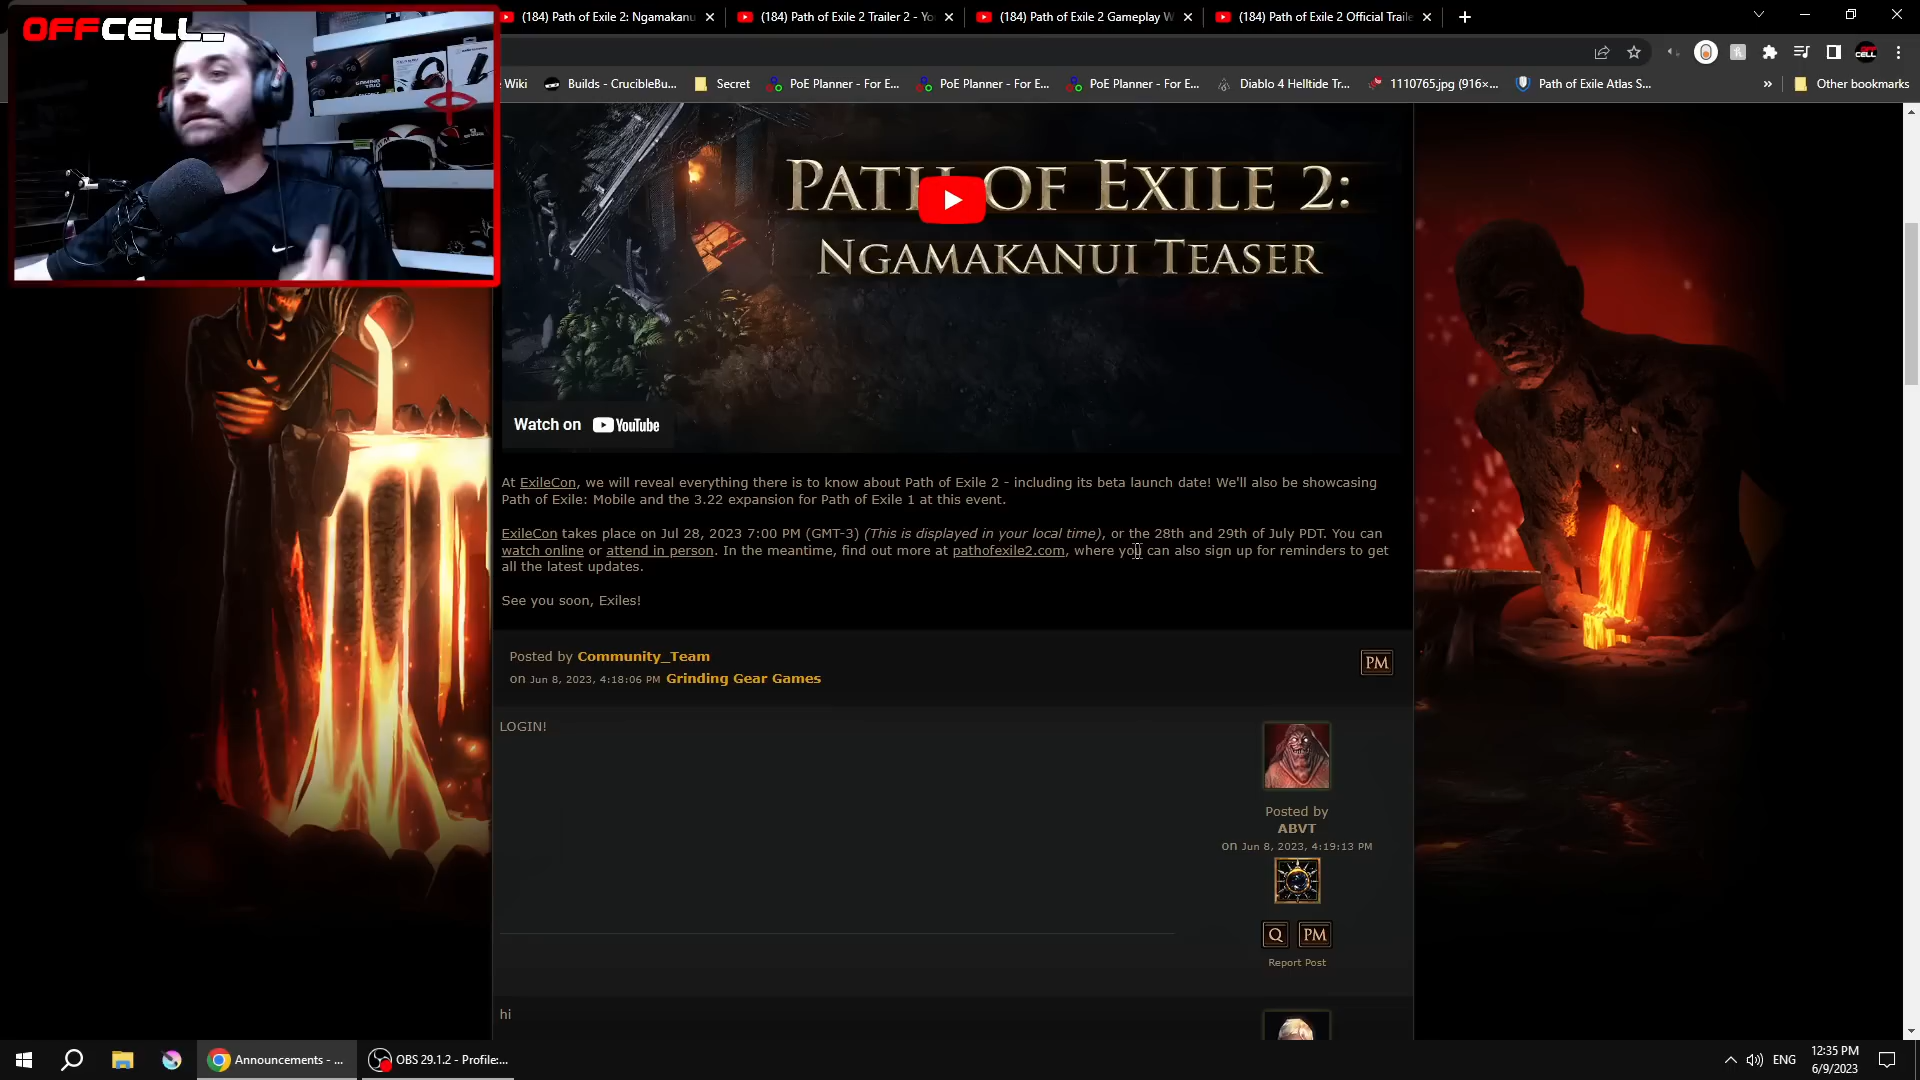 OFFCELL_
(184) Path of Exile 2: Ngamakanu
(184) Path of Exile 2 Trailer 2 - Yo
(184) Path of Exile 2 Gameplay W
(184) Path of Exile 2 Official Traile
Wiki
Builds - CrucibleBu...
Secret
PoE Planner - For E...
PoE Planner - For E...
PoE Planner - For E...
Diablo 4 Helltide Tr...
1110765.jpg (916×...
Path of Exile Atlas S...
»
Other bookmarks
PATH OF EXILE 2:
NGAMAKANUI TEASER
Watch on YouTube
At ExileCon, we will reveal everything there is to know about Path of Exile 2 - including its beta launch date! We'll also be showcasing
Path of Exile: Mobile and the 3.22 expansion for Path of Exile 1 at this event.
ExileCon takes place on Jul 28, 2023 7:00 PM (GMT-3) (This is displayed in your local time), or the 28th and 29th of July PDT. You can
watch online or attend in person. In the meantime, find out more at pathofexile2.com, where you can also sign up for reminders to get
all the latest updates.
See you soon, Exiles!
Posted by Community_Team
on Jun 8, 2023, 4:18:06 PM Grinding Gear Games
PM
LOGIN!
Posted by
ABVT
on Jun 8, 2023, 4:19:13 PM
Q PM
Report Post
hi
Announcements - ...
OBS 29.1.2 - Profile:...
ENG
12:35 PM
6/9/2023